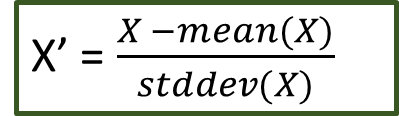 X’ = X −mean(X) / stddev(X)